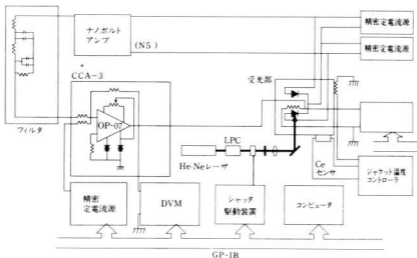 ナノボルト
アンプ
(N5)
精密定電流源
精密定電流源
CCA-3
受光部
OP-07
フィルタ
LPC
He-Neレーザ
Ce
センサ
ジャケット温度
コントローラ
精密
定電流源
DVM
シャッタ
駆動装置
コンピュータ
GP-IB